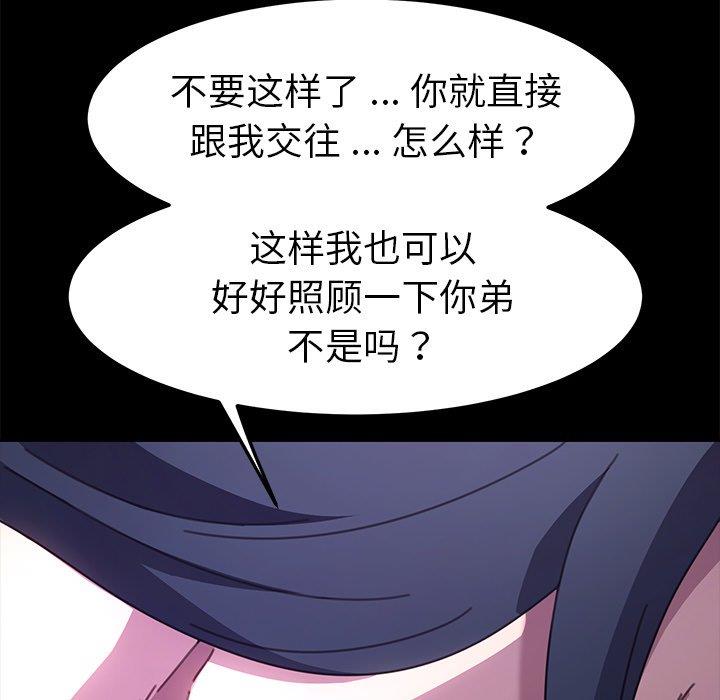 不要这样了 ... 你就直接
跟我交往 ... 怎么样？
这样我也可以
好好照顾一下你弟
不是吗？